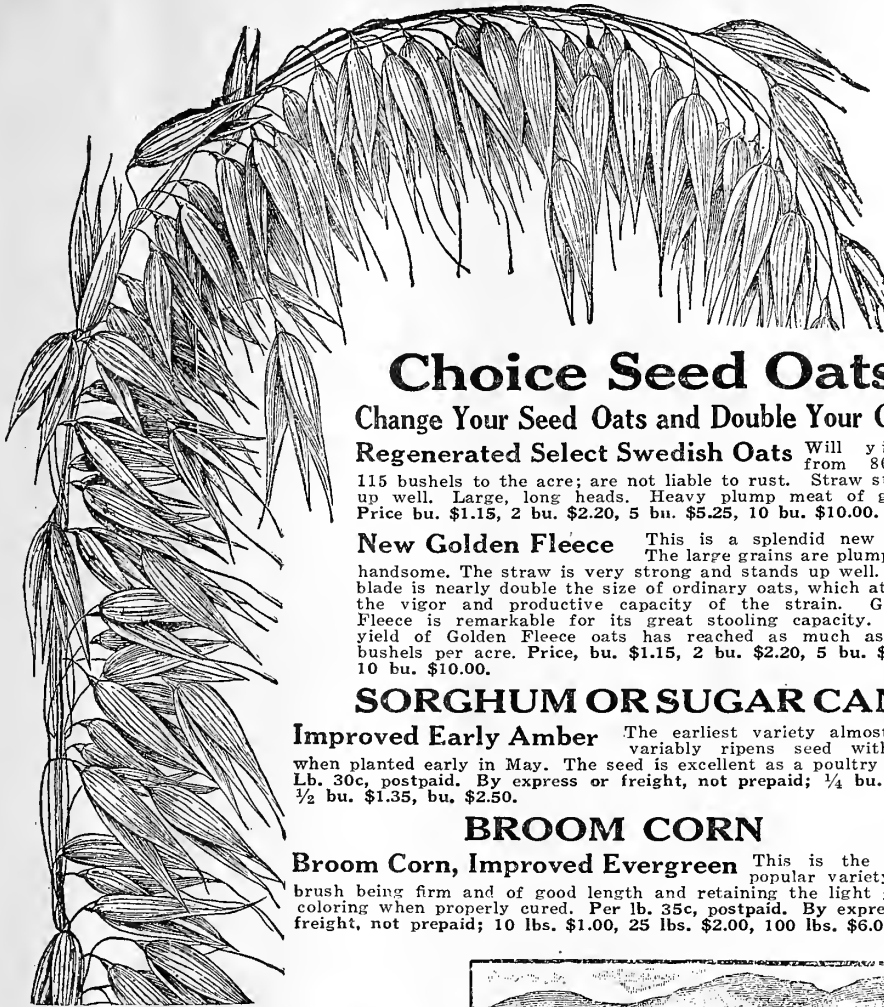 Choice Seed Oats
Change Your Seed Oats and Double Your
Regenerated Select Swedish Oats Will
from
115 bushels to the acre; are not liable to rust. Straw
up well. Large, long heads. Heavy plump meat of
Price bu. $1.15, 2 bu. $2.20, 5 bu. $5.25, 10 bu. $10.00.
New Golden Fleece This is a splendid new
The large grains are plump
handsome. The straw is very strong and stands up well.
blade is nearly double the size of ordinary oats, which
the vigor and productive capacity of the strain.
Fleece is remarkable for its great stooling capacity.
yield of Golden Fleece oats has reached as much as
bushels per acre. Price, bu. $1.15, 2 bu. $2.20, 5 bu.
10 bu. $10.00.
SORGHUM OR SUGAR
Improved Early Amber The earliest variety almost
variably ripens seed
when planted early in May. The seed is excellent as a poultry
Lb. 30c, postpaid. By express or freight, not prepaid; ¼ bu.
½ bu. $1.35, bu. $2.50.
BROOM CORN
Broom Corn, Improved Evergreen This is the
popular variety
brush being firm and of good length and retaining the light
coloring when properly cured. Per lb. 35c, postpaid. By
freight, not prepaid; 10 lbs. $1.00, 25 lbs. $2.00, 100 lbs.